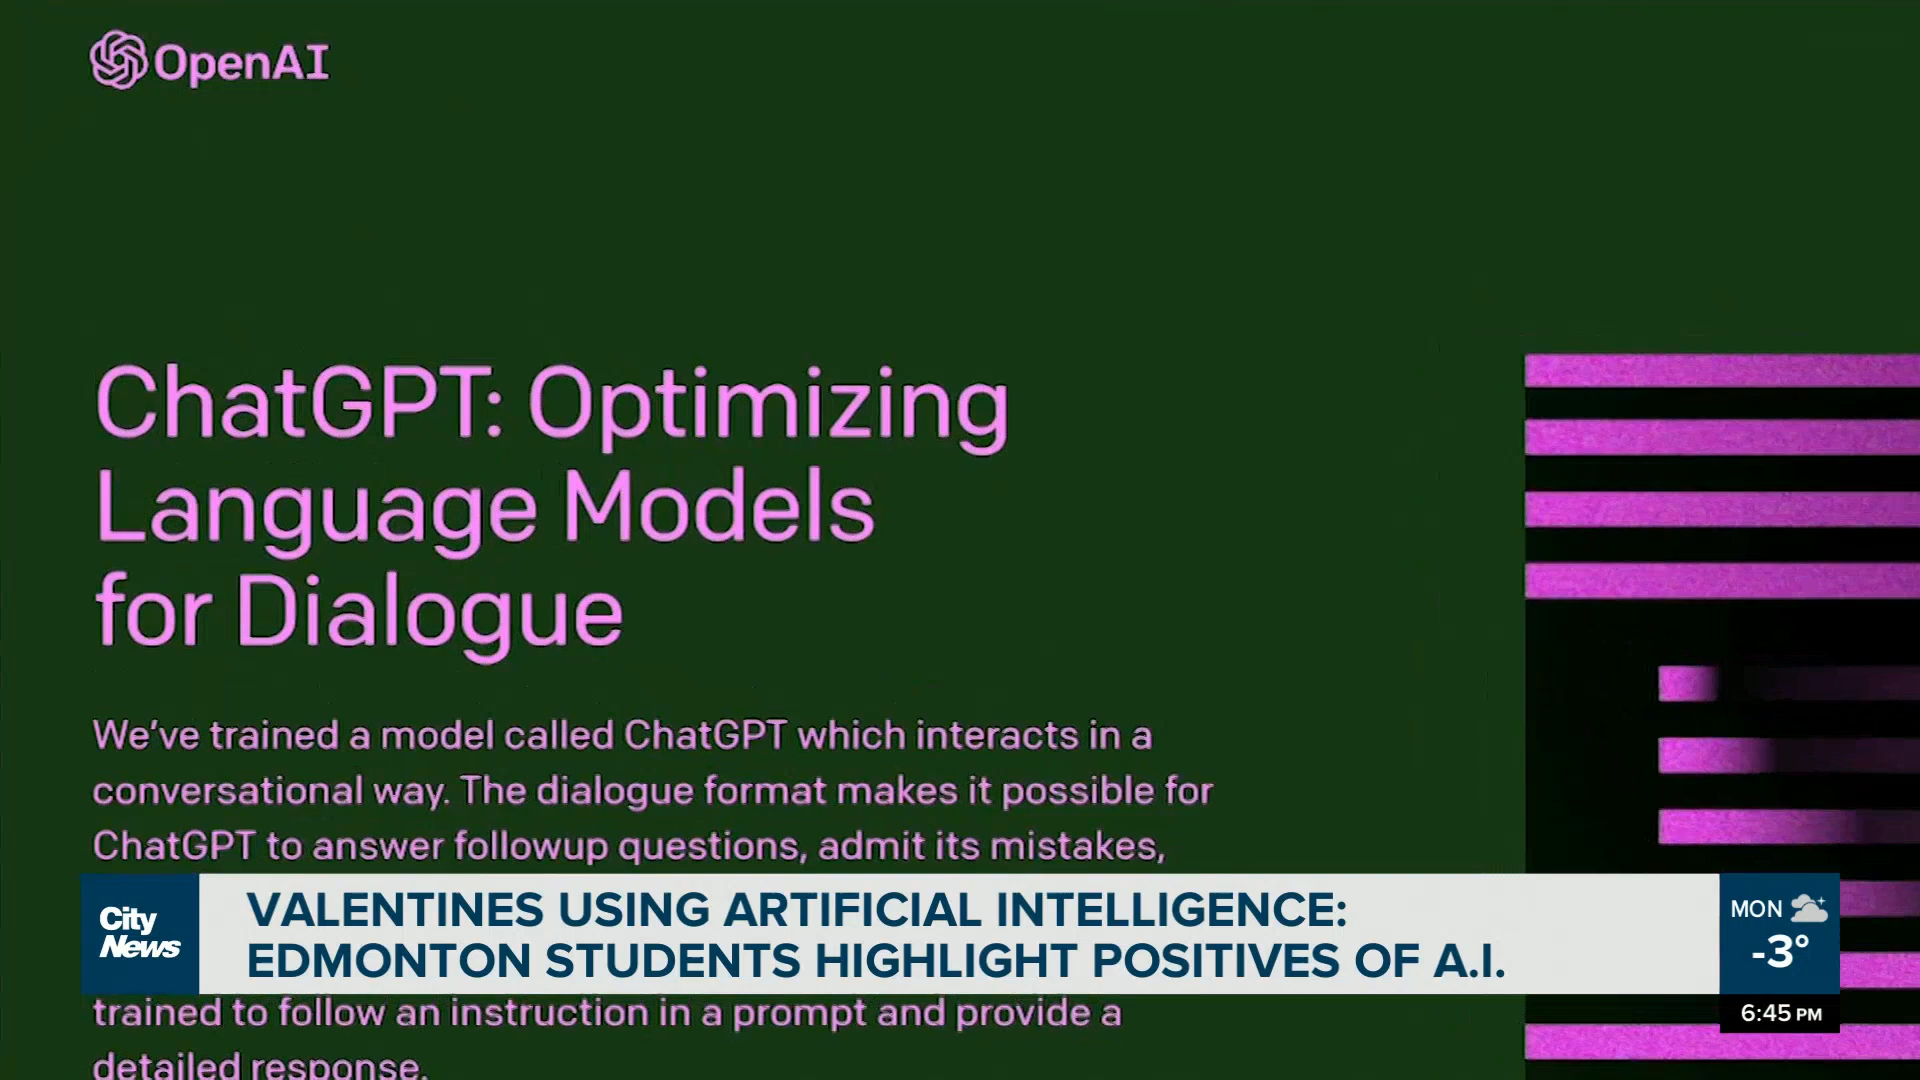 OpenAI
ChatGPT: Optimizing
Language Models
for Dialogue
We've trained a model called ChatGPT which interacts in a
conversational way. The dialogue format makes it possible for
ChatGPT to answer followup questions, admit its mistakes,
City
News
VALENTINES USING ARTIFICIAL INTELLIGENCE:
EDMONTON STUDENTS HIGHLIGHT POSITIVES OF A.I.
MON
-3°
6:45 PM
trained to follow an instruction in a prompt and provide a
detailed response.